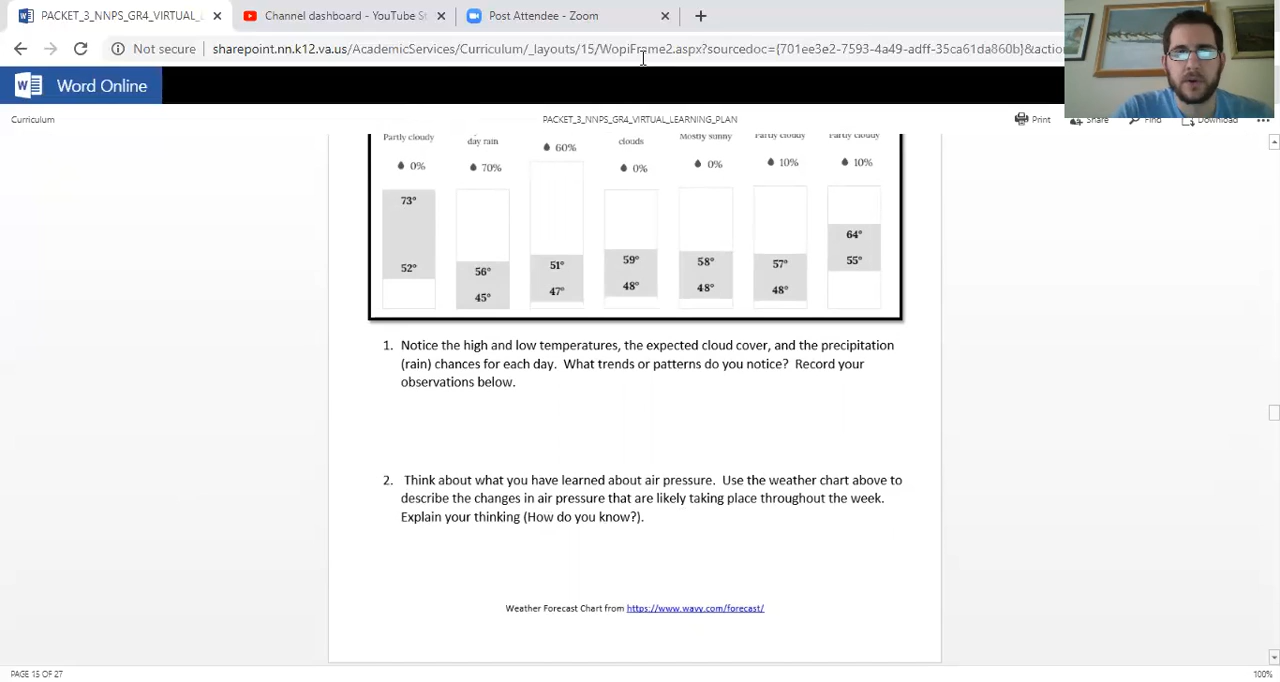 PACKET_3_NNPS_GR4_VIRTUAL_L
Channel dashboard - YouTube St
Post Attendee - Zoom
Not secure
sharepoint.nn.k12.va.us/AcademicServices/Curriculum/_layouts/15/WopiFrame2.aspx?sourcedoc={701ee3e2-7593-4a49-adff-35ca61da860b}&actio
Word Online
Curriculum
PACKET_3_NNPS_GR4_VIRTUAL_LEARNING_PLAN
Print
Share
Find
Download
Partly cloudy
day rain
clouds
Mostly sunny
Partly cloudy
Partly cloudy
0% 70% 60% 0% 0% 10% 10%
73° 56° 51° 59° 58° 57° 64°
52° 45° 47° 48° 48° 48° 55°
1. Notice the high and low temperatures, the expected cloud cover, and the precipitation
(rain) chances for each day. What trends or patterns do you notice? Record your
observations below.
2. Think about what you have learned about air pressure. Use the weather chart above to
describe the changes in air pressure that are likely taking place throughout the week.
Explain your thinking (How do you know?).
Weather Forecast Chart from https://www.wavy.com/forecast/
PAGE 15 OF 27
100%